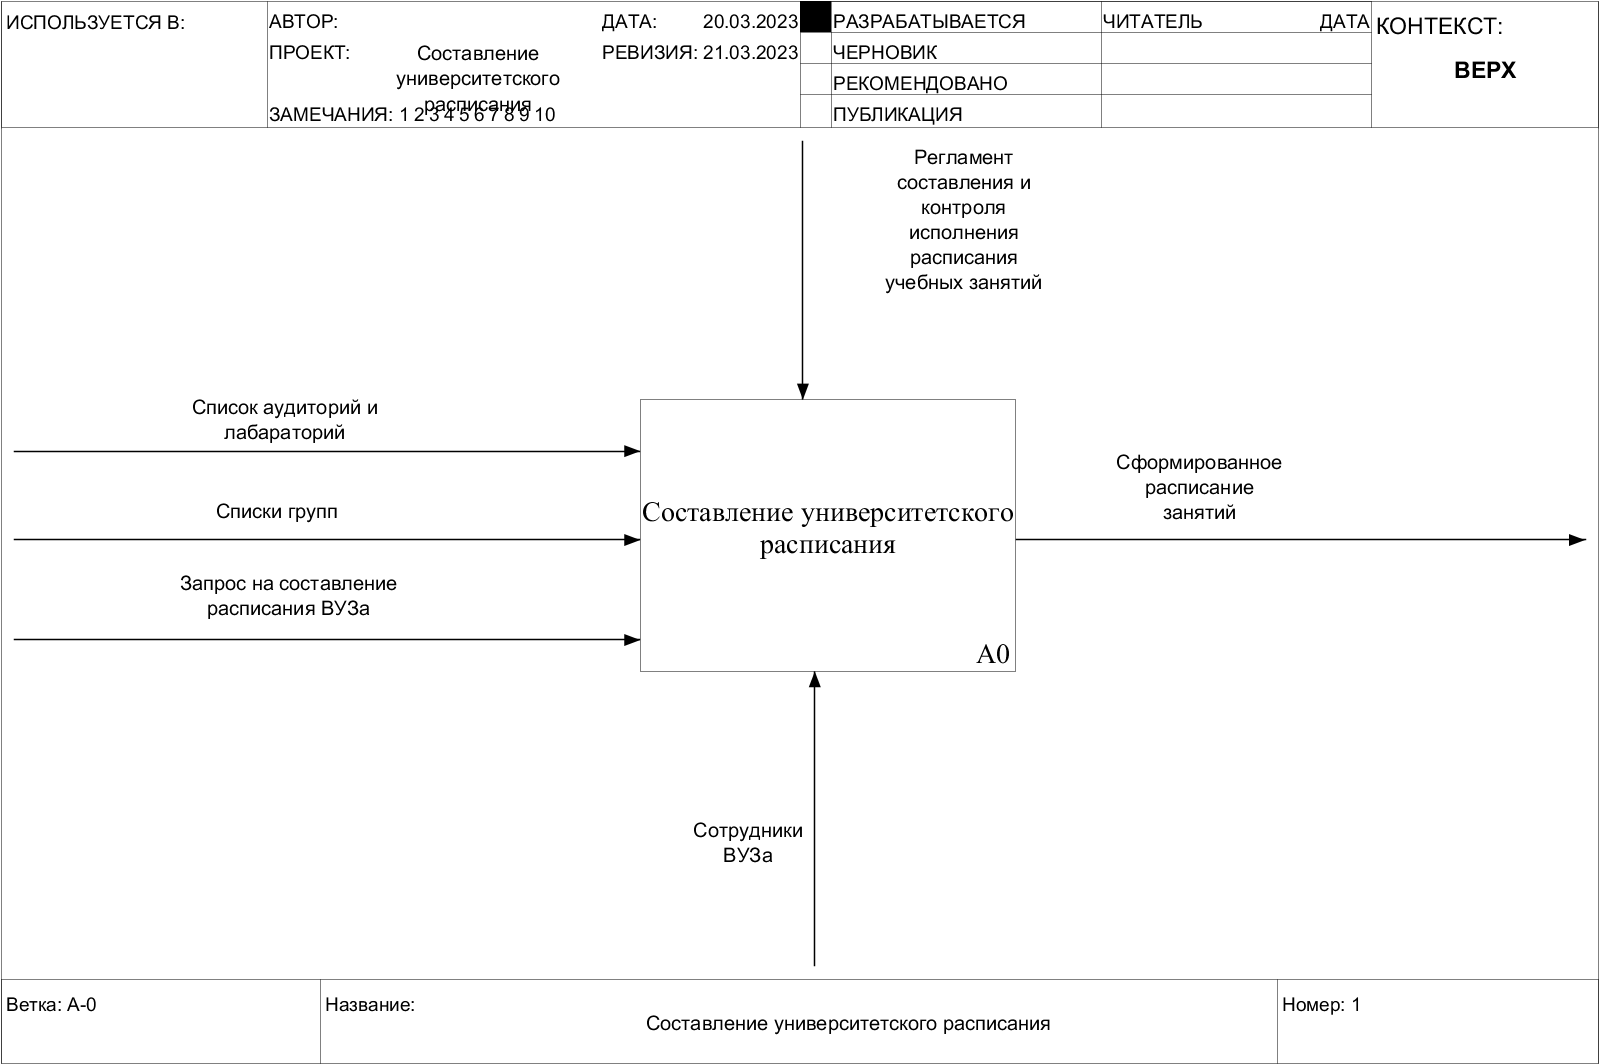 ИСПОЛЬЗУЕТСЯ В:
АВТОР:
ДАТА: 20.03.2023
ПРОЕКТ:
Составление
университетского
расписания
РЕВИЗИЯ: 21.03.2023
ЗАМЕЧАНИЯ: 1 2 3 4 5 6 7 8 9 10
РАЗРАБАТЫВАЕТСЯ
ЧЕРНОВИК
РЕКОМЕНДОВАНО
ПУБЛИКАЦИЯ
ЧИТАТЕЛЬ
ДАТА
КОНТЕКСТ:
ВЕРХ
Регламент
составления и
контроля
исполнения
расписания
учебных занятий
Список аудиторий и
лабараторий
Списки групп
Запрос на составление
расписания ВУЗа
Составление университетского
расписания
A0
Сформированное
расписание
занятий
Сотрудники
ВУЗа
Ветка: A-0
Название:
Составление университетского расписания
Номер: 1